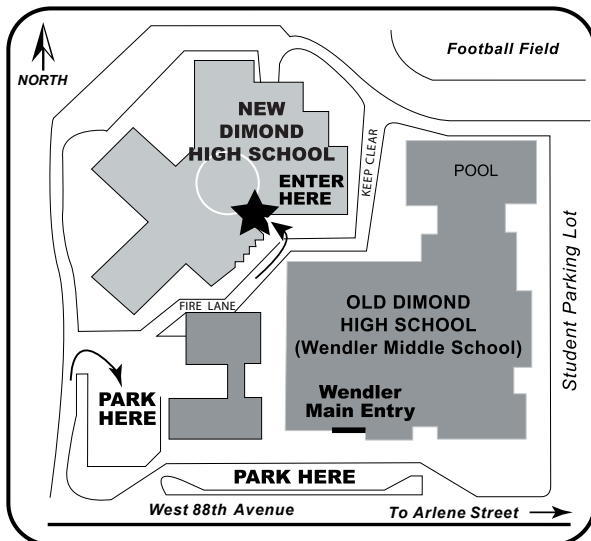 Football Field
NORTH
NEW
DIMOND
HIGH SCHOOL
ENTER
HERE
KEEP CLEAR
POOL
Student Parking Lot
FIRE LANE
OLD DIMOND
HIGH SCHOOL
(Wendler Middle School)
PARK
HERE
Wendler
Main Entry
PARK HERE
West 88th Avenue
To Arlene Street